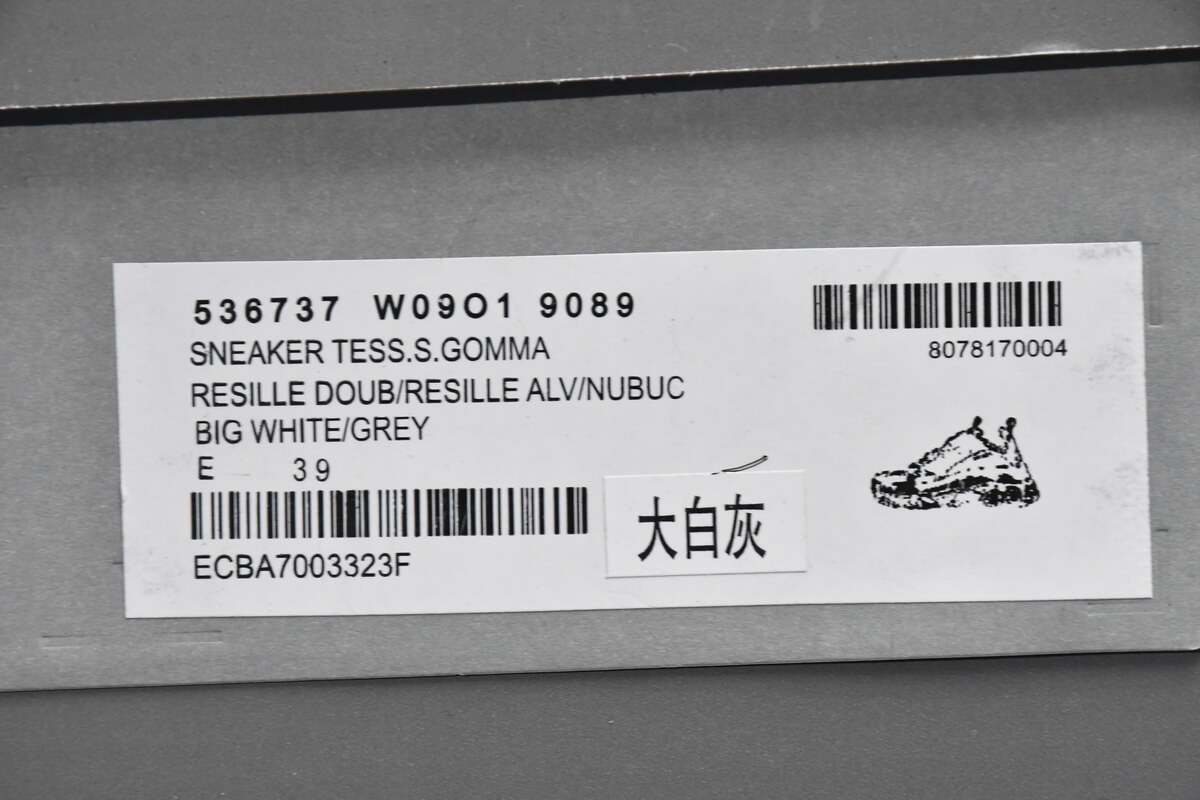 536737 W09O1 9089
SNEAKER TESS.S.GOMMA
RESILLE DOUB/RESILLE ALV/NUBUC
BIG WHITE/GREY
E 39
ECBA7003323F
大白灰
8078170004